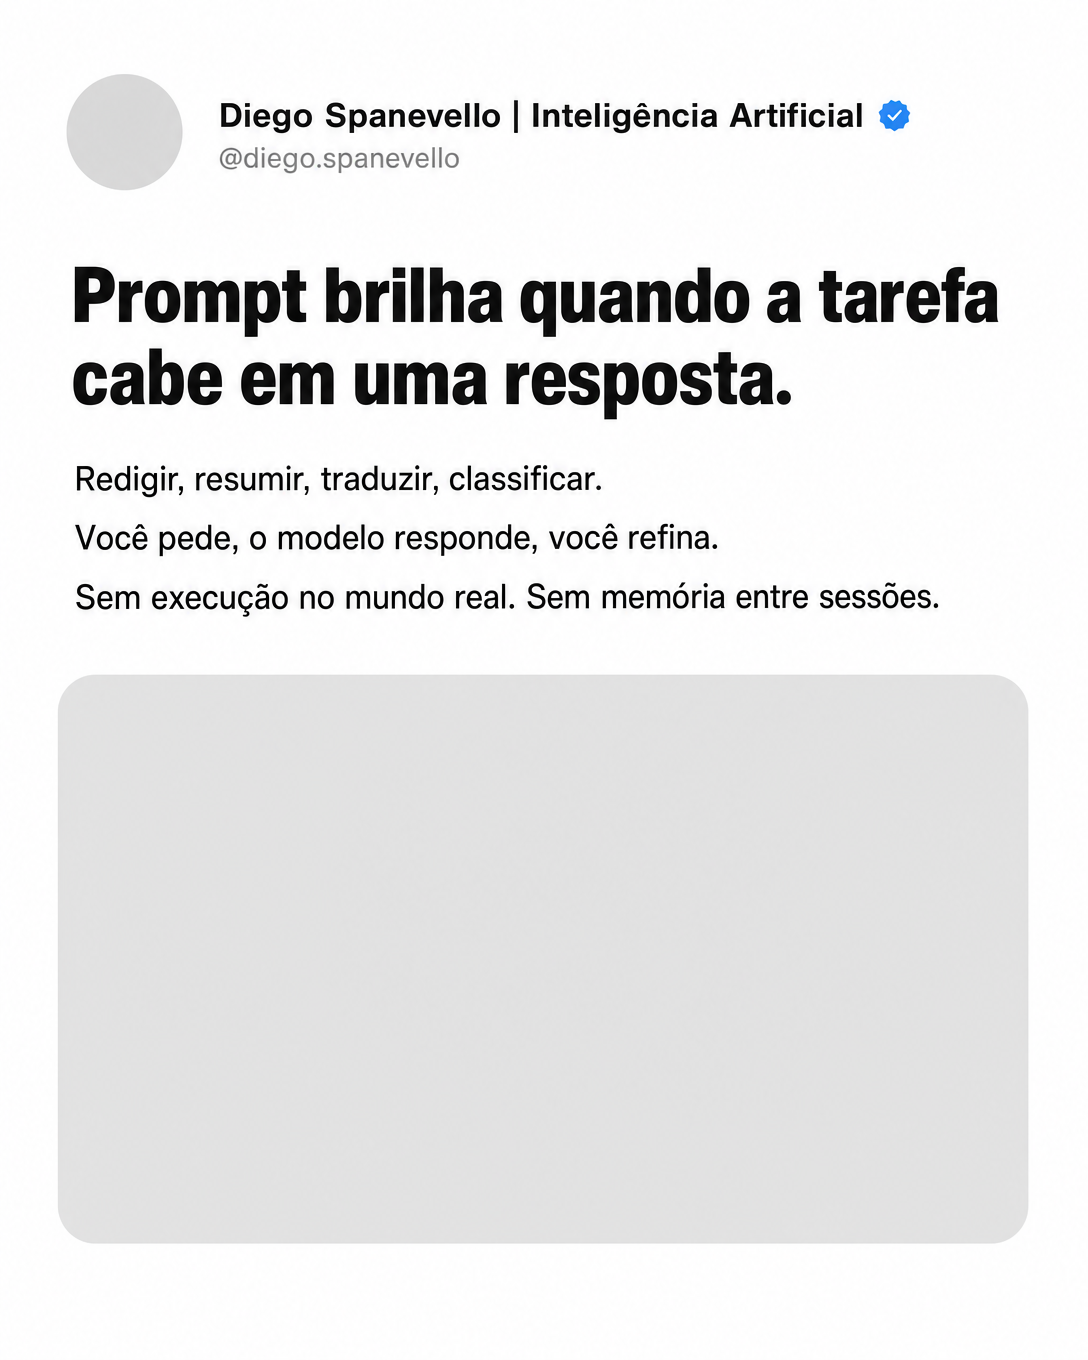 Diego Spanevello | Inteligência Artificial
@diego.spanevello
Prompt brilha quando a tarefa
cabe em uma resposta.
Redigir, resumir, traduzir, classificar.
Você pede, o modelo responde, você refina.
Sem execução no mundo real. Sem memória entre sessões.